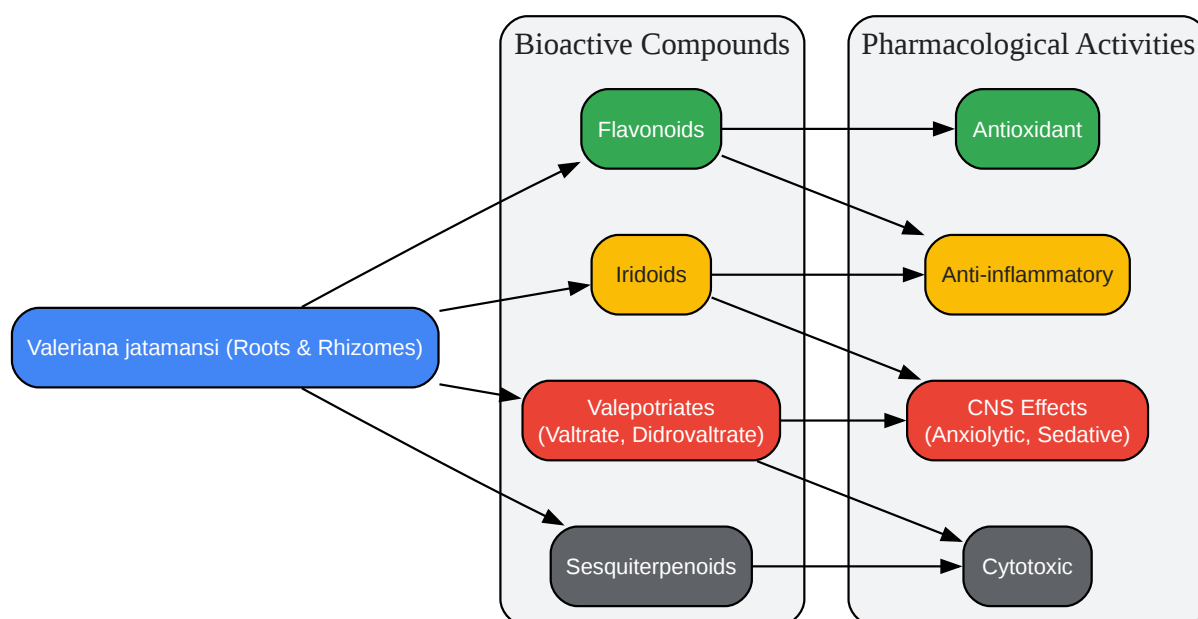 Bioactive Compounds
Pharmacological Activities
Flavonoids
Antioxidant
Iridoids
Anti-inflammatory
Valeriana jatamansi (Roots & Rhizomes)
Valepotriates
(Valtrate, Didrovaltrate)
CNS Effects
(Anxiolytic, Sedative)
Sesquiterpenoids
Cytotoxic